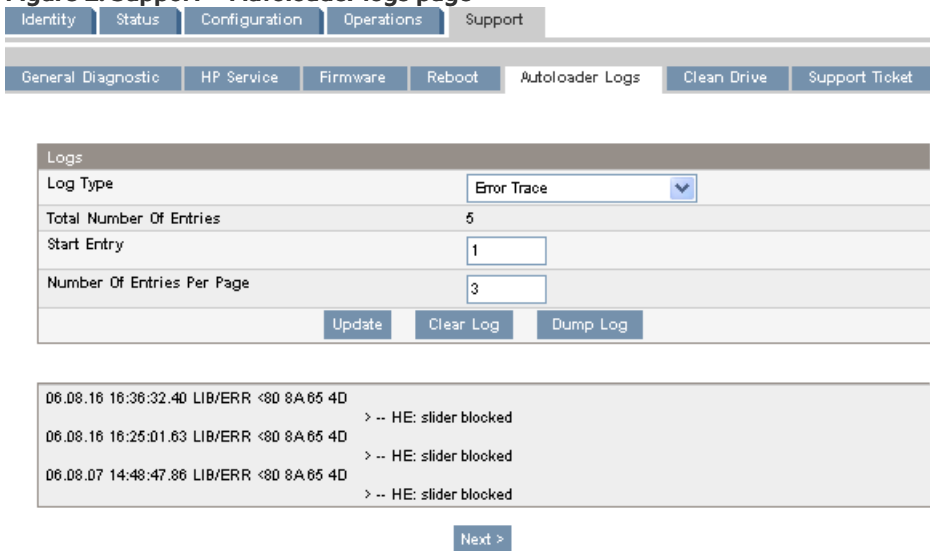 Figure 2. Support – Autoloader logs page
Identity Status Configuration Operations Support
General Diagnostic HP Service Firmware Reboot Autoloader Logs Clean Drive Support Ticket
Logs
Log Type Error Trace
Total Number Of Entries 5
Start Entry 1
Number Of Entries Per Page 3
Update Clear Log Dump Log
06.08.16 16:36:32.40 LIB/ERR <80 8A 65 4D
> -- HE: slider blocked
06.08.16 16:25:01.63 LIB/ERR <80 8A 65 4D
> -- HE: slider blocked
06.08.07 14:48:47.86 LIB/ERR <80 8A 65 4D
> -- HE: slider blocked
Next >